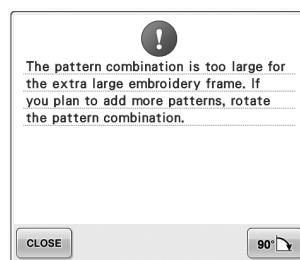 The pattern combination is too large for
the extra large embroidery frame. If
you plan to add more patterns, rotate
the pattern combination.
CLOSE
90°